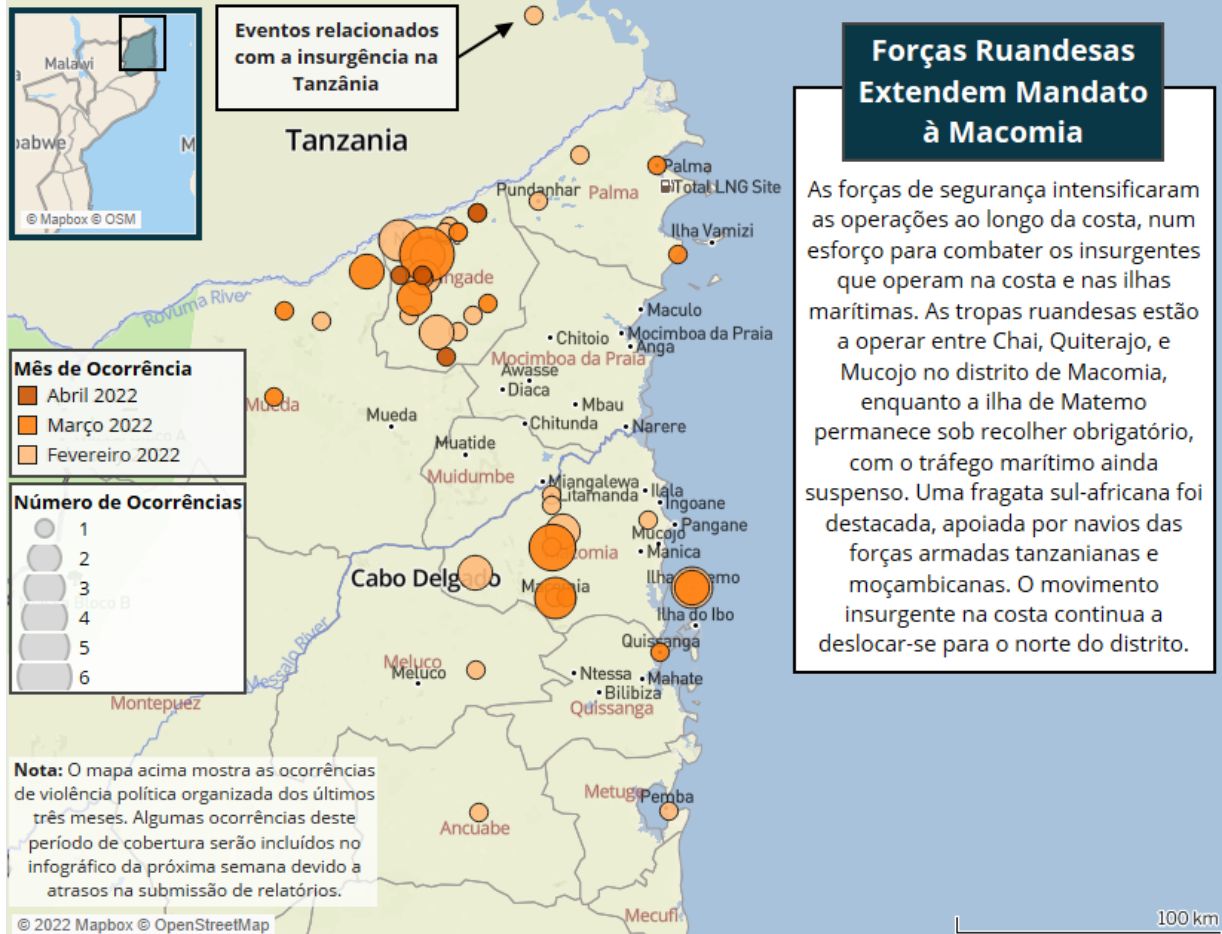 Malawi
© Mapbox © OSM
Eventos relacionados
com a insurgência na
Tanzânia
Tanzania
Forças Ruandesas
Extendem Mandato
à Macomia
As forças de segurança intensificaram
as operações ao longo da costa, num
esforço para combater os insurgentes
que operam na costa e nas ilhas
marítimas. As tropas ruandesas estão
a operar entre Chai, Quiterajo, e
Mucojo no distrito de Macomia,
enquanto a ilha de Matemo
permanece sob recolher obrigatório,
com o tráfego marítimo ainda
suspenso. Uma fragata sul-africana foi
destacada, apoiada por navios das
forças armadas tanzanianas e
moçambicanas. O movimento
insurgente na costa continua a
deslocar-se para o norte do distrito.
Palma
Total LNG Site
Pundanhar
Palma
Ilha Vamizi
Rovuma River
Maculo
Mocimboa da Praia
Chitoio
Anga
Mocimboa da Praia
Awasse
Diaca
Mbau
Mueda
Mueda
Chitunda
Narere
Muatide
Muidumbe
Miangalewa
Litamanda
Ilala
Ingoane
Pangane
Mucojo
Manica
Cabo Delgado
Ilha do Ibo
Quissanga
Meluco
Meluco
Ntessa
Mahate
Bilibiza
Quissanga
Messalo River
Montepuez
Metuge
Pemba
Ancuabe
Mecufi
Mês de Ocorrência
Abril 2022
Março 2022
Fevereiro 2022
Número de Ocorrências
1
2
3
4
5
6
Nota: O mapa acima mostra as ocorrências
de violência política organizada dos últimos
três meses. Algumas ocorrências deste
período de cobertura serão incluídos no
infográfico da próxima semana devido a
atrasos na submissão de relatórios.
© 2022 Mapbox © OpenStreetMap
100 km